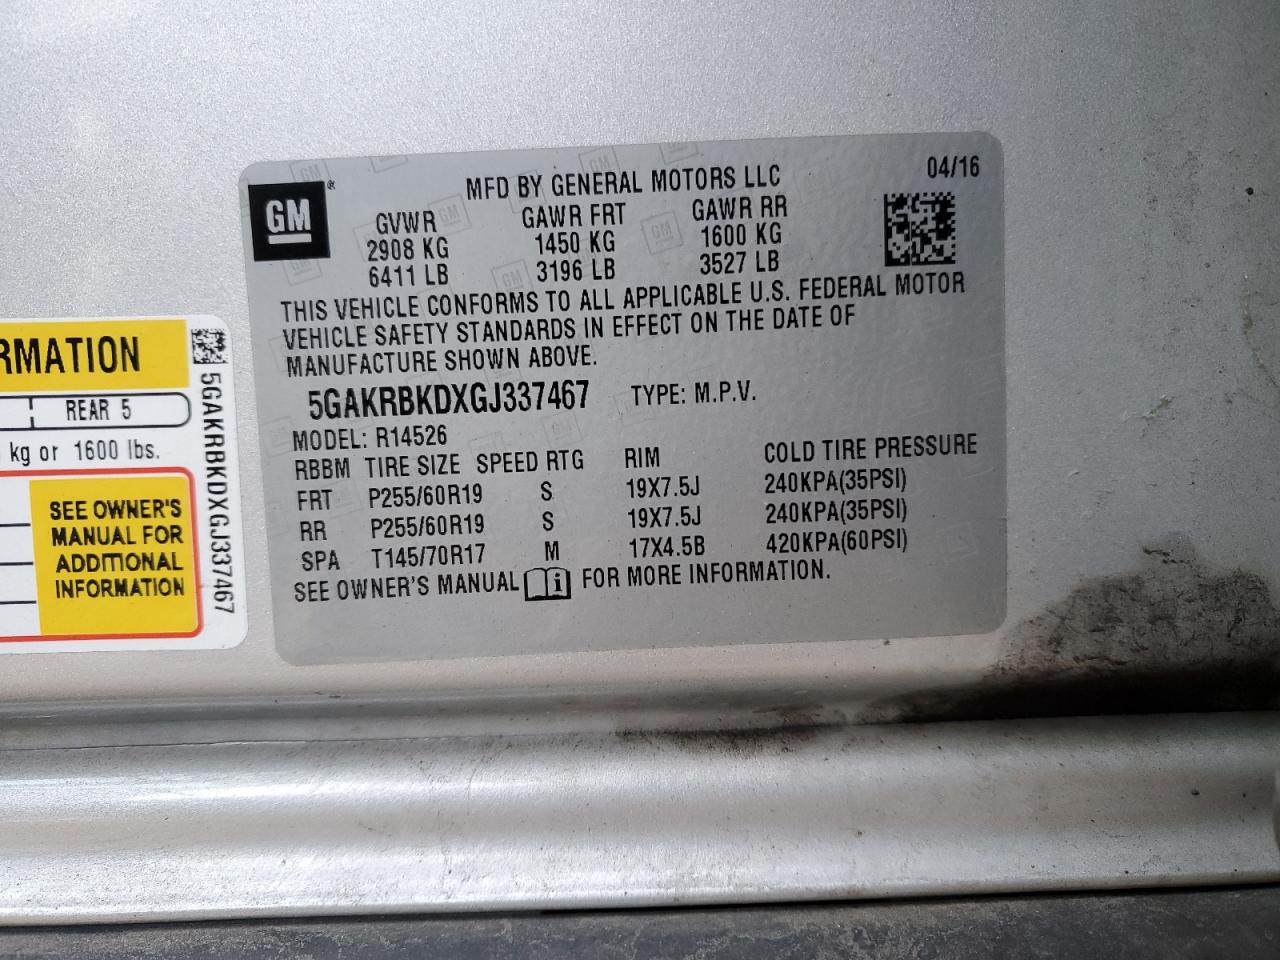 04/16
GM
®
MFD BY GENERAL MOTORS LLC
GVWR GAWR FRT GAWR RR
2908 KG 1450 KG 1600 KG
6411 LB 3196 LB 3527 LB
THIS VEHICLE CONFORMS TO ALL APPLICABLE U.S. FEDERAL MOTOR
VEHICLE SAFETY STANDARDS IN EFFECT ON THE DATE OF
MANUFACTURE SHOWN ABOVE.
5GAKRBKDXGJ337467 TYPE: M.P.V.
MODEL: R14526
RBBM TIRE SIZE SPEED RTG RIM COLD TIRE PRESSURE
FRT P255/60R19 S 19X7.5J 240KPA(35PSI)
RR P255/60R19 S 19X7.5J 240KPA(35PSI)
SPA T145/70R17 M 17X4.5B 420KPA(60PSI)
SEE OWNER'S MANUAL i FOR MORE INFORMATION.
RMATION
REAR 5
kg or 1600 lbs.
SEE OWNER'S
MANUAL FOR
ADDITIONAL
INFORMATION
5GAKRBKDXGJ337467